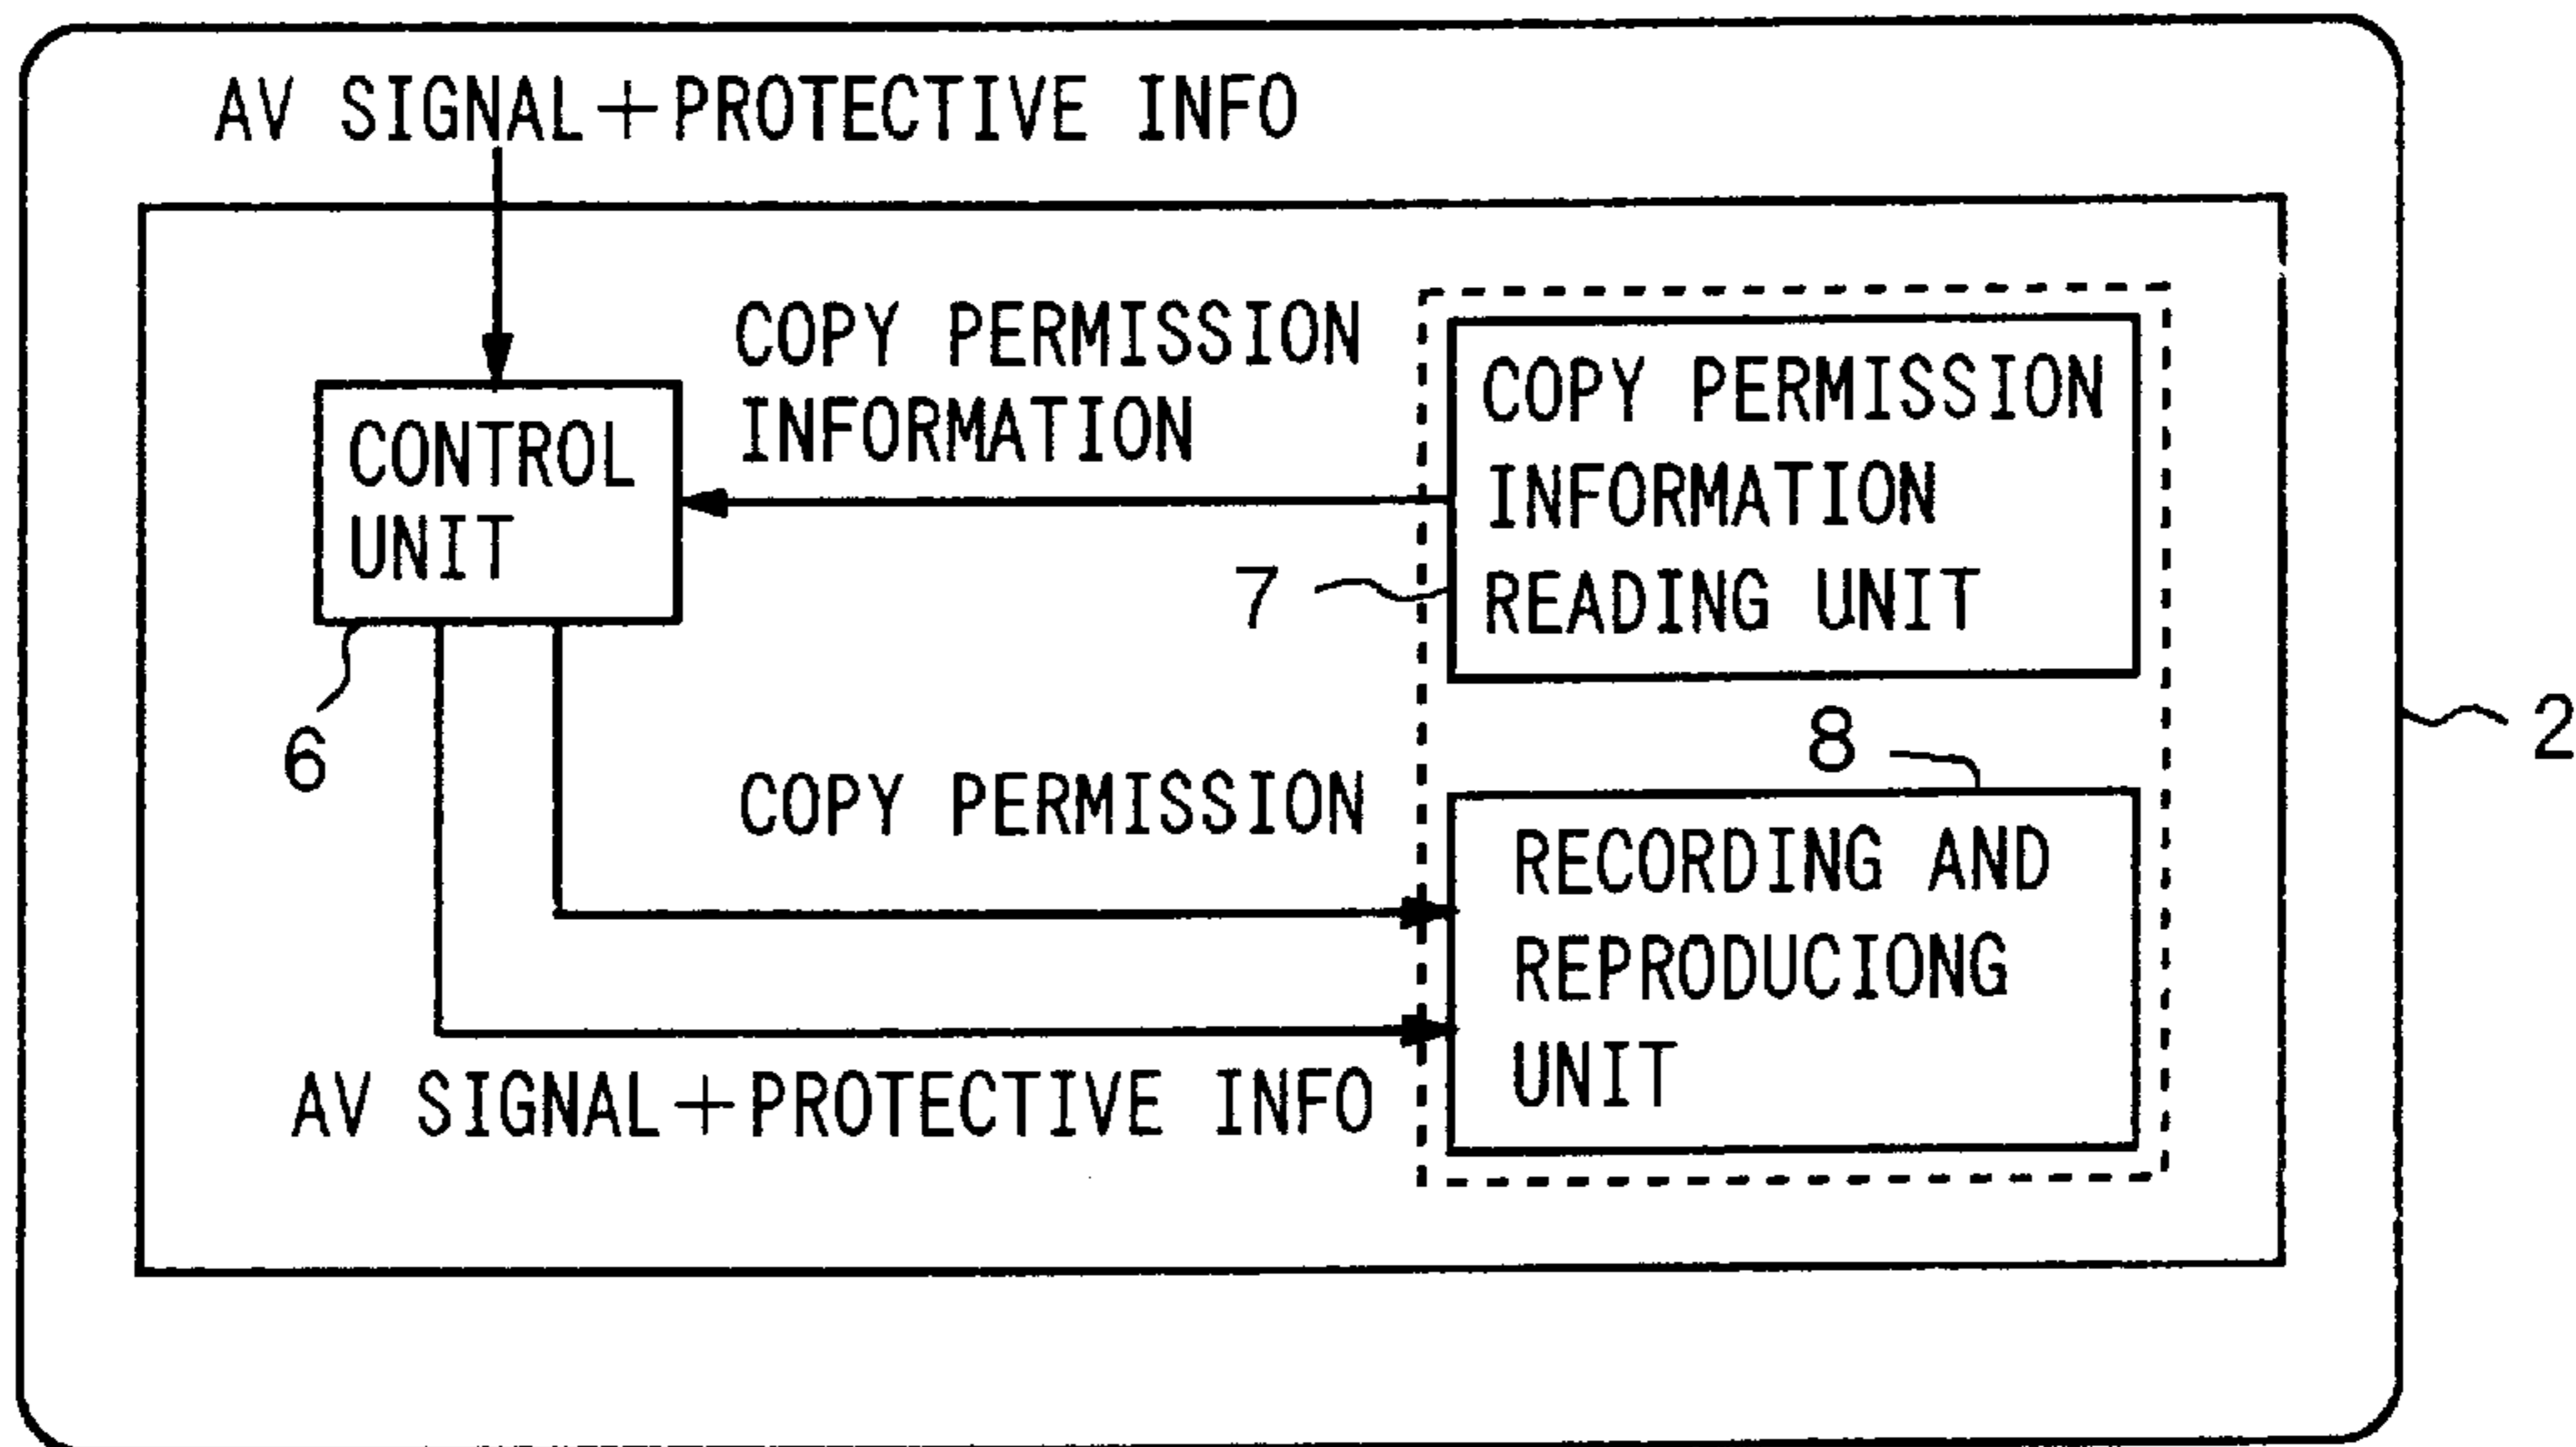 AV SIGNAL+PROTECTIVE INFO
COPY PERMISSION
INFORMATION
CONTROL
UNIT
6
COPY PERMISSION
INFORMATION
READING UNIT
7
2
8
COPY PERMISSION
RECORDING AND
REPRODUCIONG
UNIT
AV SIGNAL+PROTECTIVE INFO